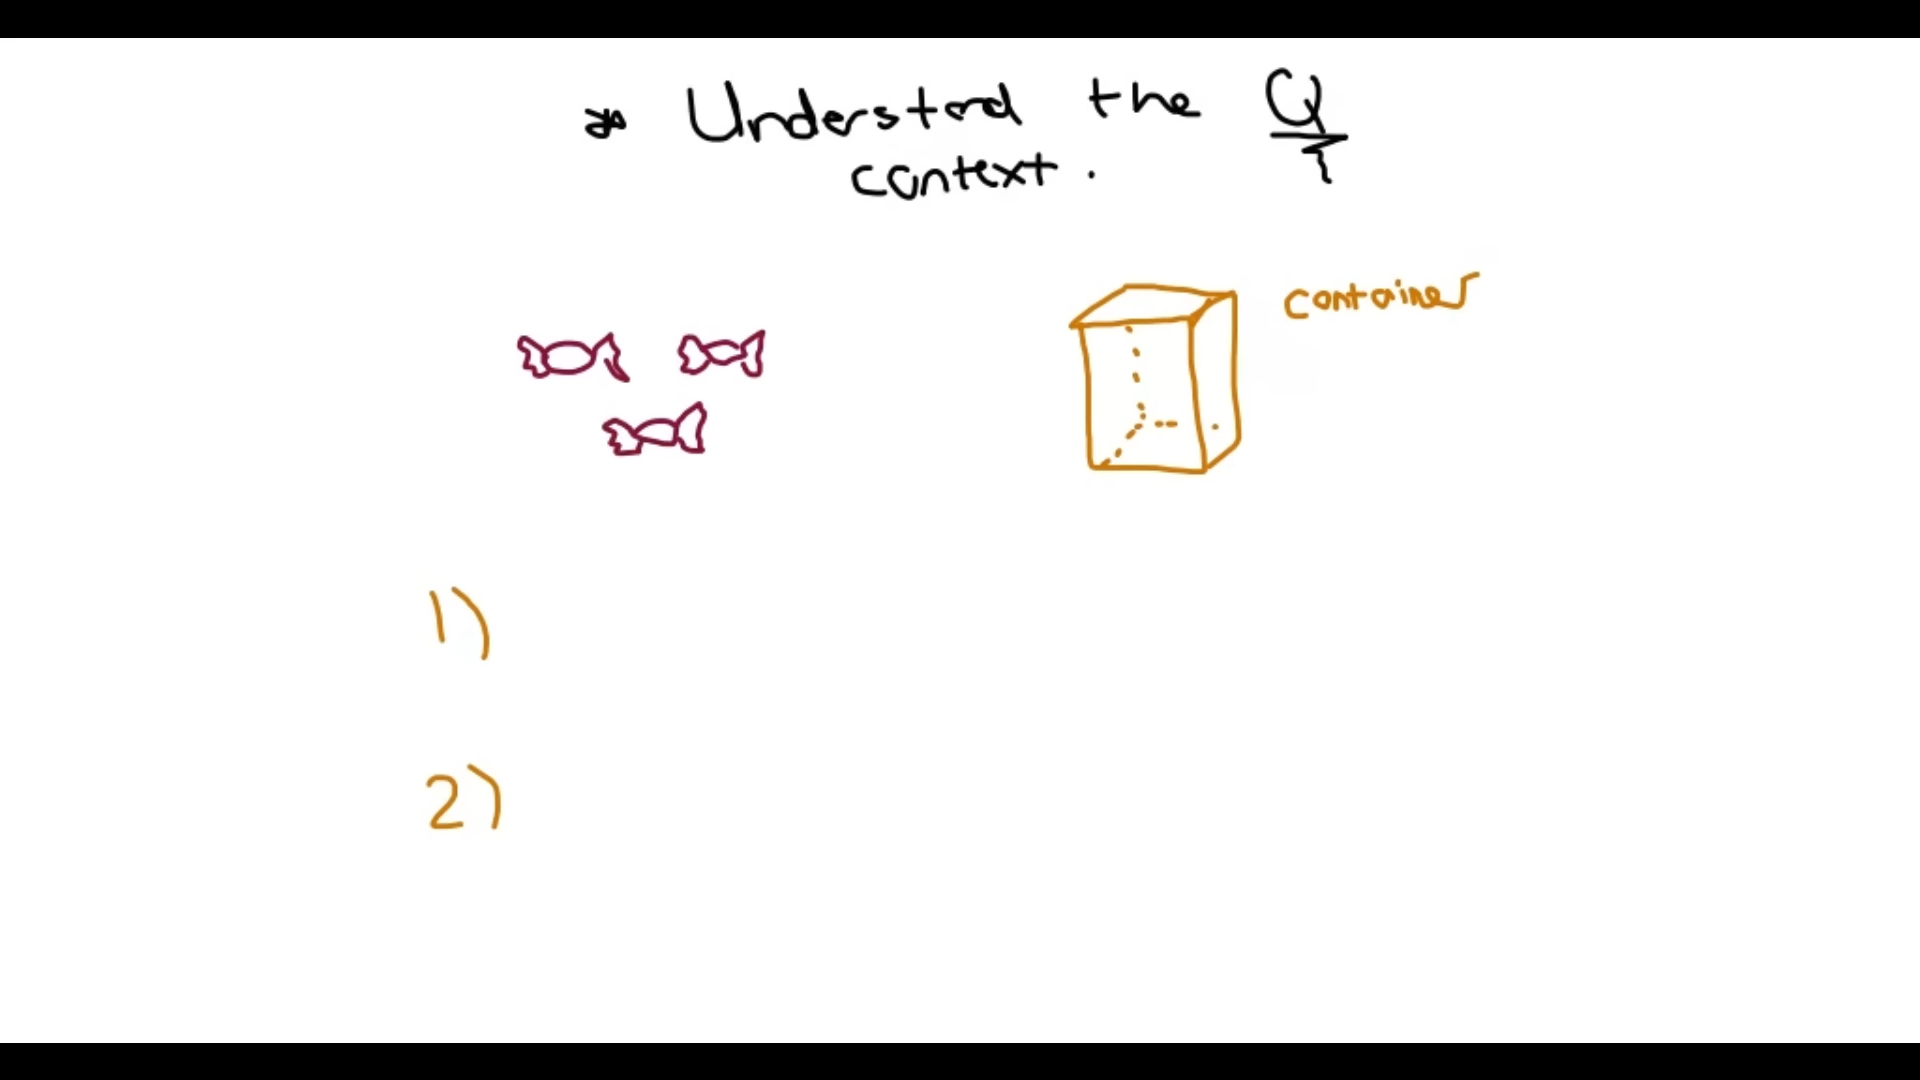 * Understand the Q
context.
container
1)
2)